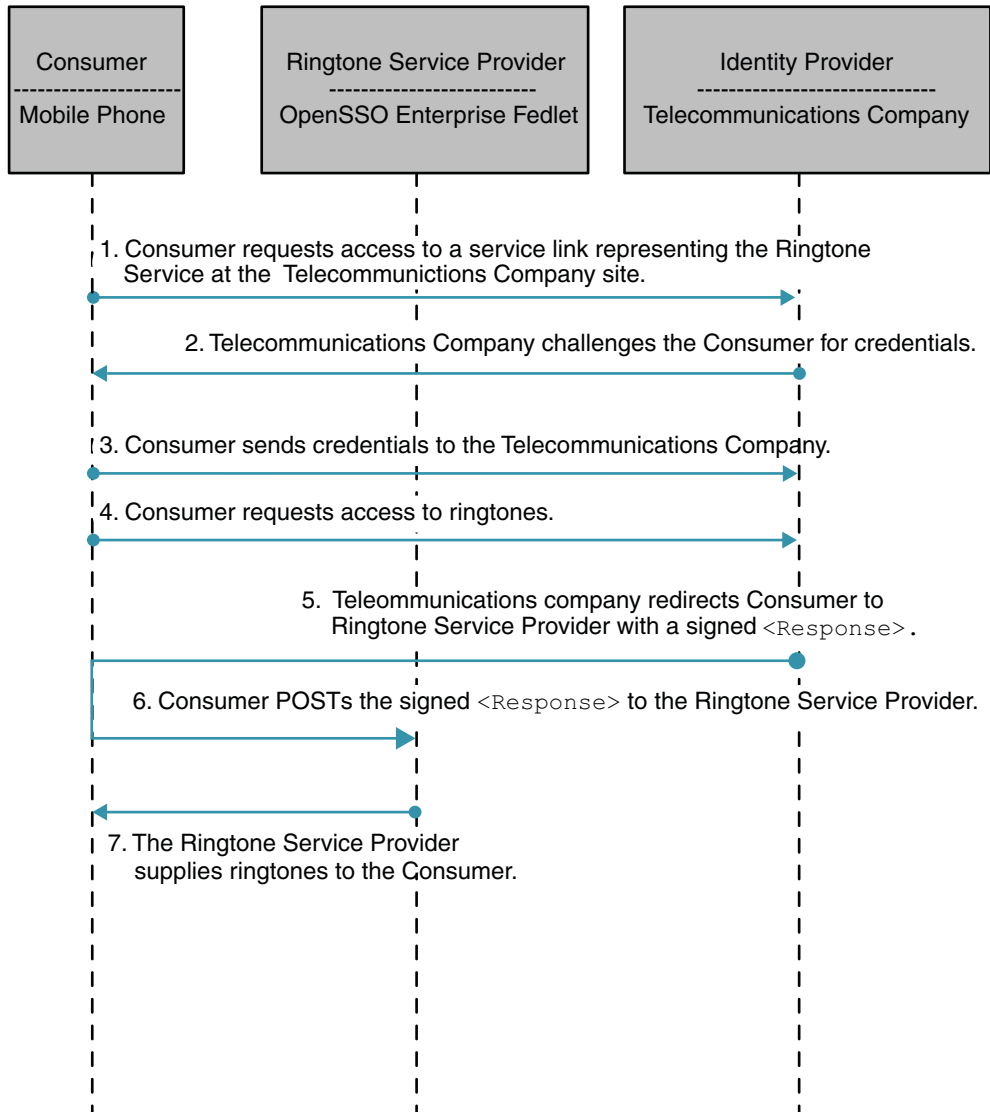 Consumer
---------------------
Mobile Phone
Ringtone Service Provider
--------------------------
OpenSSO Enterprise Fedlet
Identity Provider
------------------------------
Telecommunications Company
1. Consumer requests access to a service link representing the Ringtone
Service at the Telecommunictions Company site.
2. Telecommunications Company challenges the Consumer for credentials.
3. Consumer sends credentials to the Telecommunications Company.
4. Consumer requests access to ringtones.
5. Teleommunications company redirects Consumer to
Ringtone Service Provider with a signed <Response>.
6. Consumer POSTs the signed <Response> to the Ringtone Service Provider.
7. The Ringtone Service Provider
supplies ringtones to the Consumer.